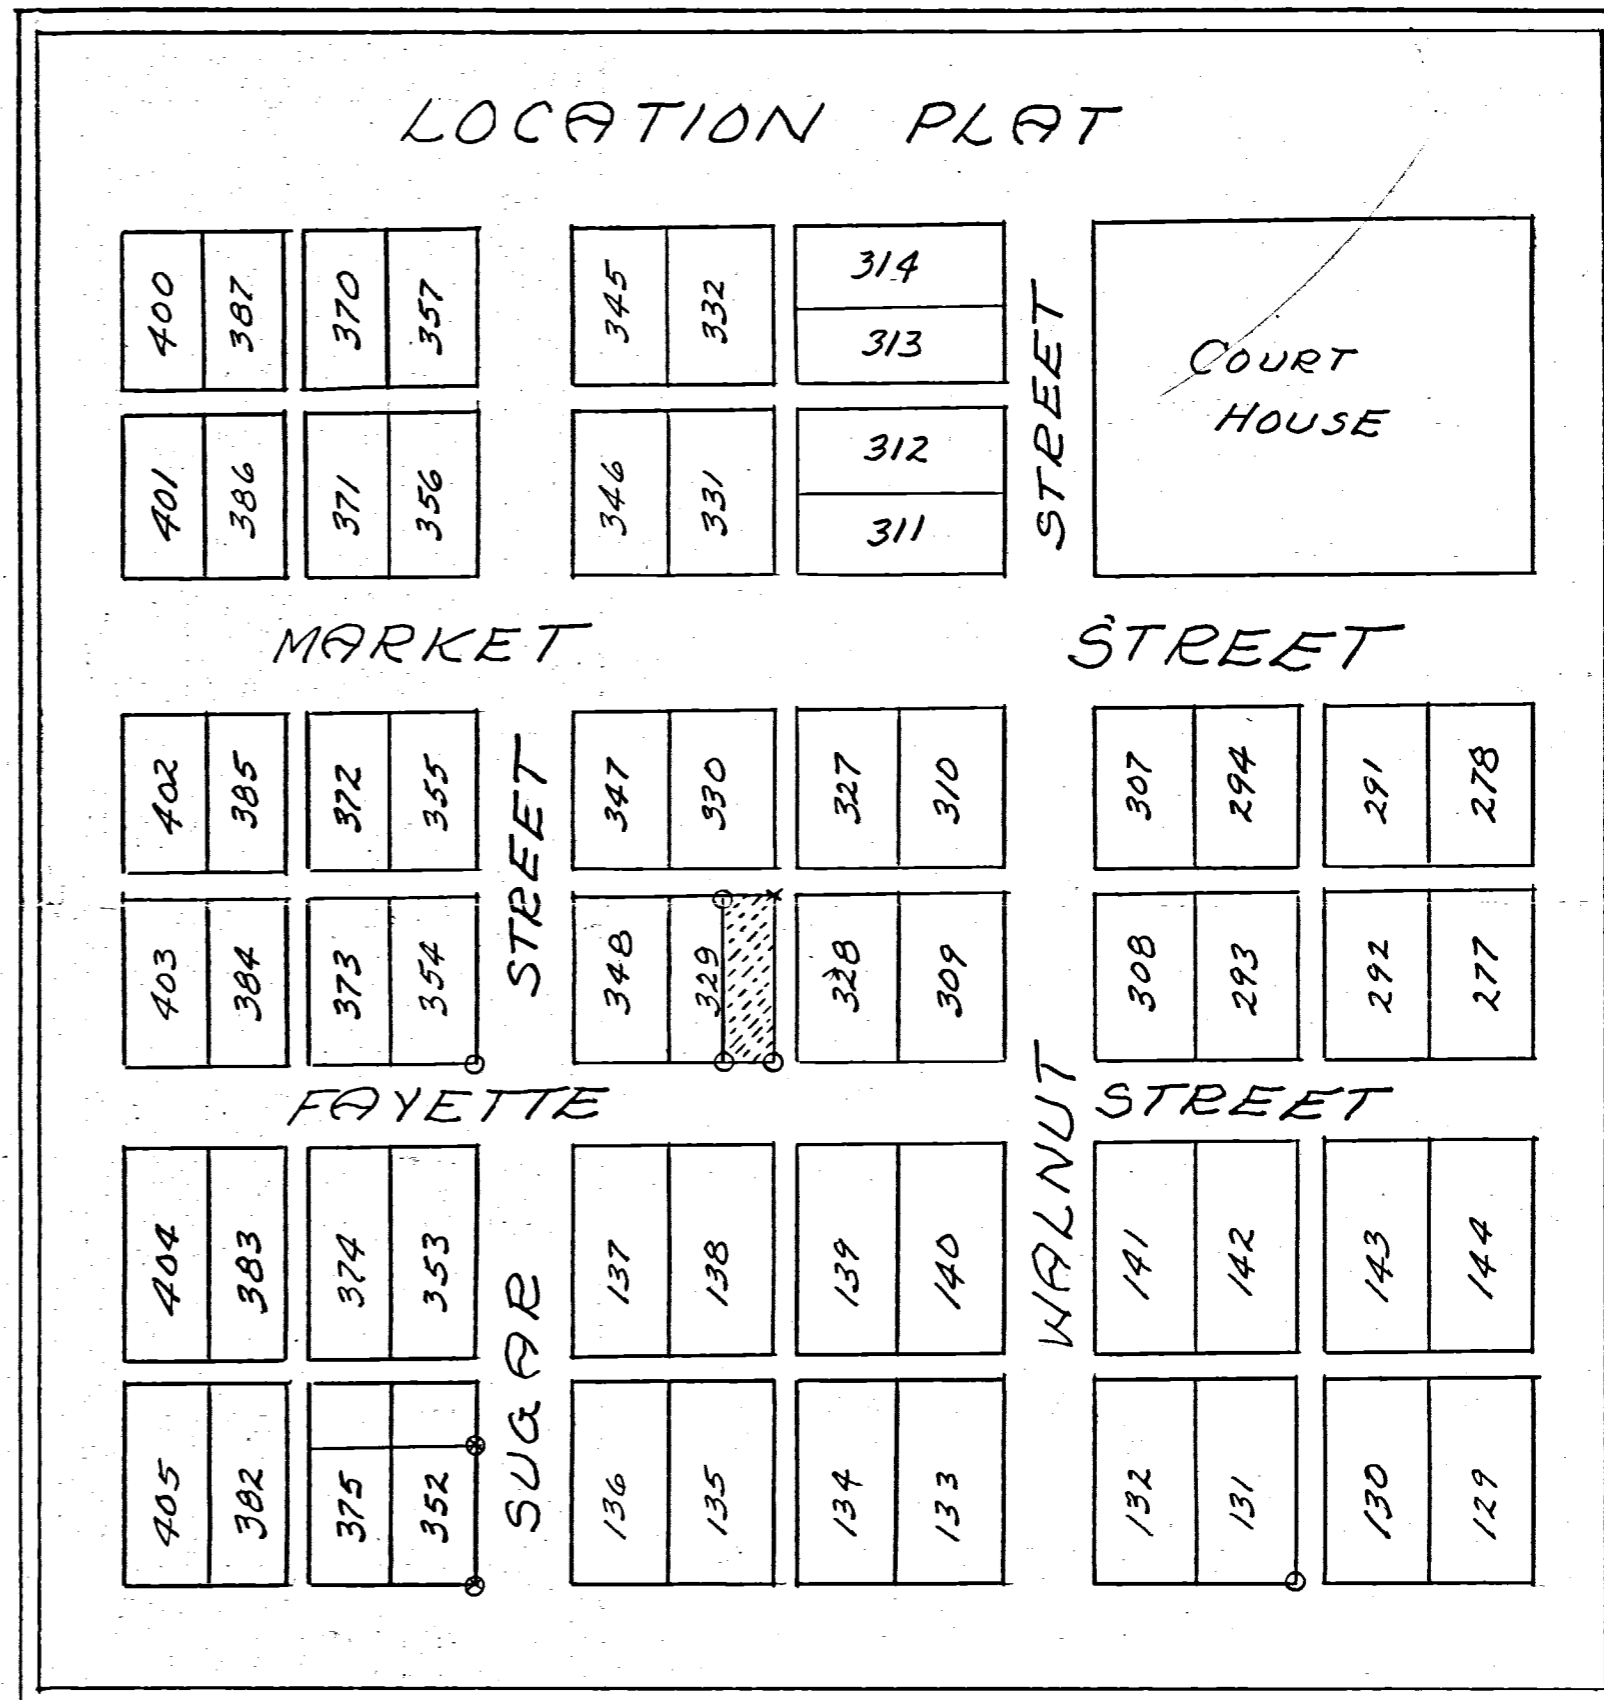 LOCATION PLAT
400 387 370 357 345 332 314
313
COURT
HOUSE
STREET
401 386 371 356 346 331 312
311
MARKET STREET
402 385 372 355 347 330 327 310 307 294 291 278
STREET
403 384 373 354 348 329 328 309 308 293 292 277
FAYETTE STREET
WALNUT
404 383 374 353 137 138 139 140 141 142 143 144
SUGAR
405 382 375 352 136 135 134 133 132 131 130 129